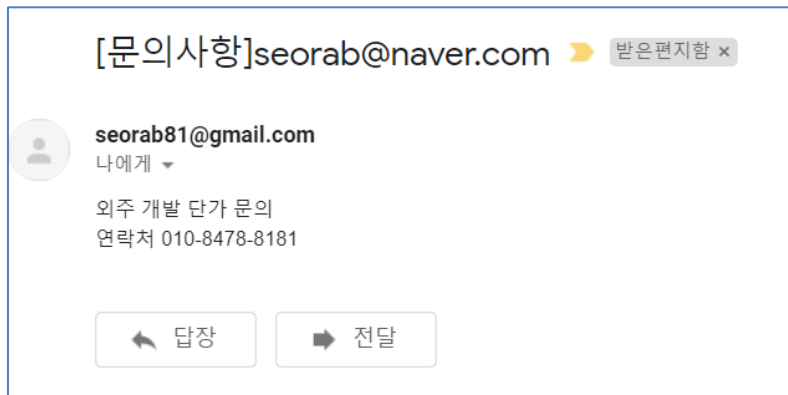 [문의사항]seorab@naver.com 받은편지함 ×
seorab81@gmail.com
나에게
외주 개발 단가 문의
연락처 010-8478-8181
답장 전달